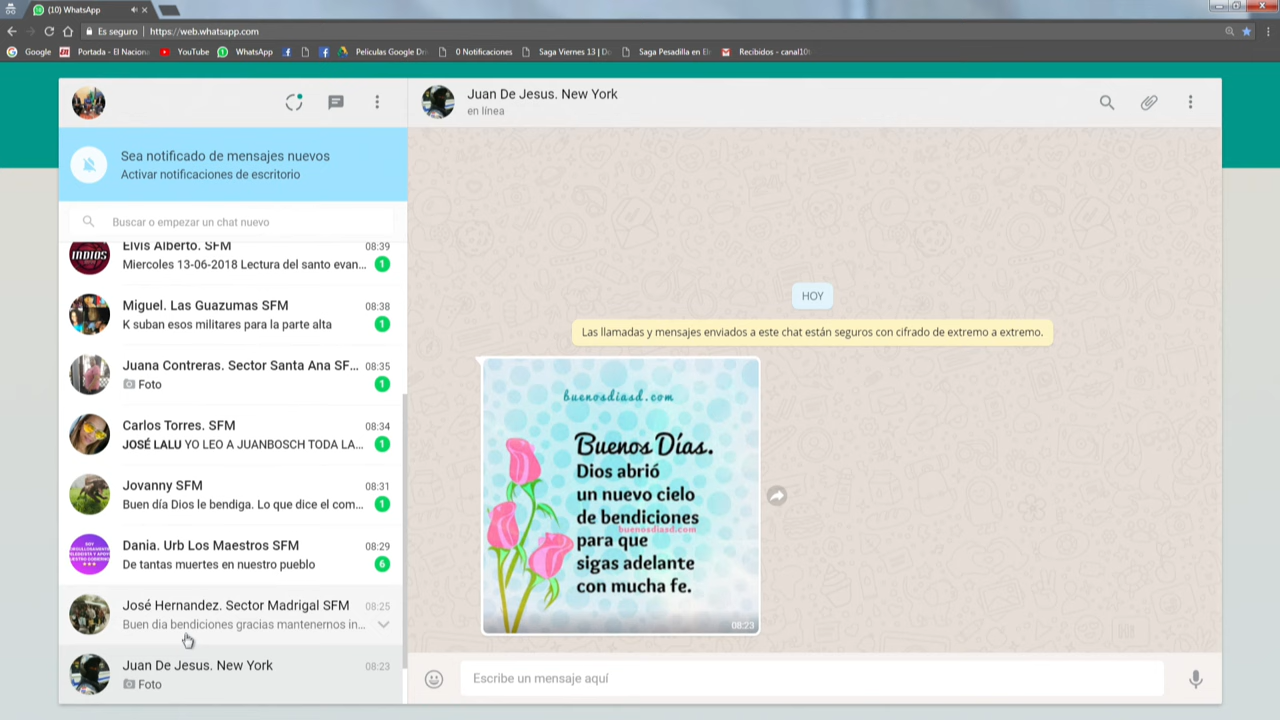 (10) WhatsApp
Es seguro | https://web.whatsapp.com
Google
Portada - El Naciona
YouTube
WhatsApp
Películas Google Dri
0 Notificaciones
Saga Viernes 13 | D
Saga Pesadilla en El
Recibidos - canal10s
Sea notificado de mensajes nuevos
Activar notificaciones de escritorio
Buscar o empezar un chat nuevo
Elvis Alberto. SFM 08:39
Miercoles 13-06-2018 Lectura del santo evan... 1
INDIOS
Miguel. Las Guazumas SFM 08:38
K suban esos militares para la parte alta 1
Juana Contreras. Sector Santa Ana SF... 08:35
Foto 1
Carlos Torres. SFM 08:34
JOSÉ LALU YO LEO A JUANBOSCH TODA LA... 1
Jovanny SFM 08:31
Buen día Dios le bendiga. Lo que dice el com... 1
Dania. Urb Los Maestros SFM 08:29
De tantas muertes en nuestro pueblo 6
José Hernandez. Sector Madrigal SFM 08:25
Buen dia bendiciones gracias mantenernos in...
Juan De Jesus. New York 08:23
Foto
Juan De Jesus. New York
en línea
HOY
Las llamadas y mensajes enviados a este chat están seguros con cifrado de extremo a extremo.
buenosdiasd.com
Buenos Días.
Dios abrió
un nuevo cielo
de bendiciones
buenosdiasd.com
para que
sigas adelante
con mucha fe.
08:23
Escribe un mensaje aquí